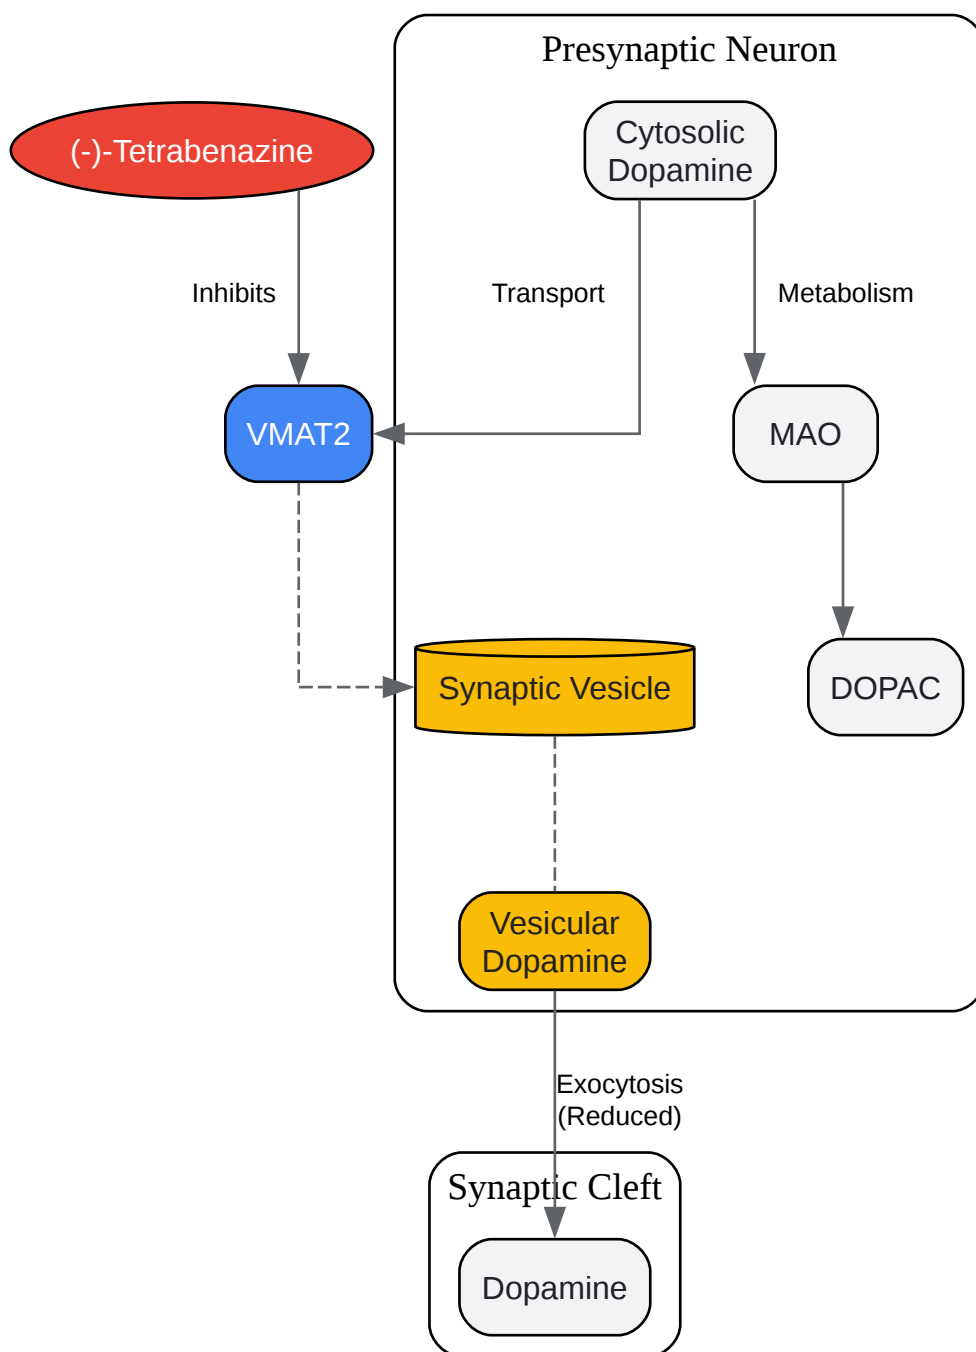 Presynaptic Neuron
(-)-Tetrabenazine
Cytosolic
Dopamine
Inhibits
Transport
Metabolism
VMAT2
MAO
Synaptic Vesicle
DOPAC
Vesicular
Dopamine
Exocytosis
(Reduced)
Synaptic Cleft
Dopamine